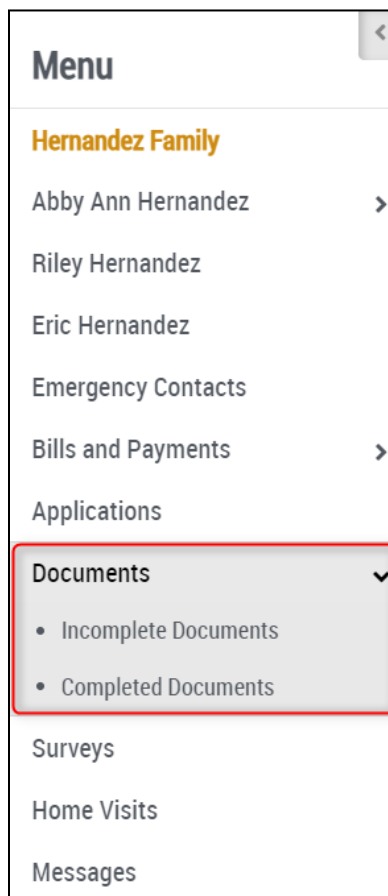 Menu
Hernandez Family
Abby Ann Hernandez
Riley Hernandez
Eric Hernandez
Emergency Contacts
Bills and Payments
Applications
Documents
• Incomplete Documents
• Completed Documents
Surveys
Home Visits
Messages